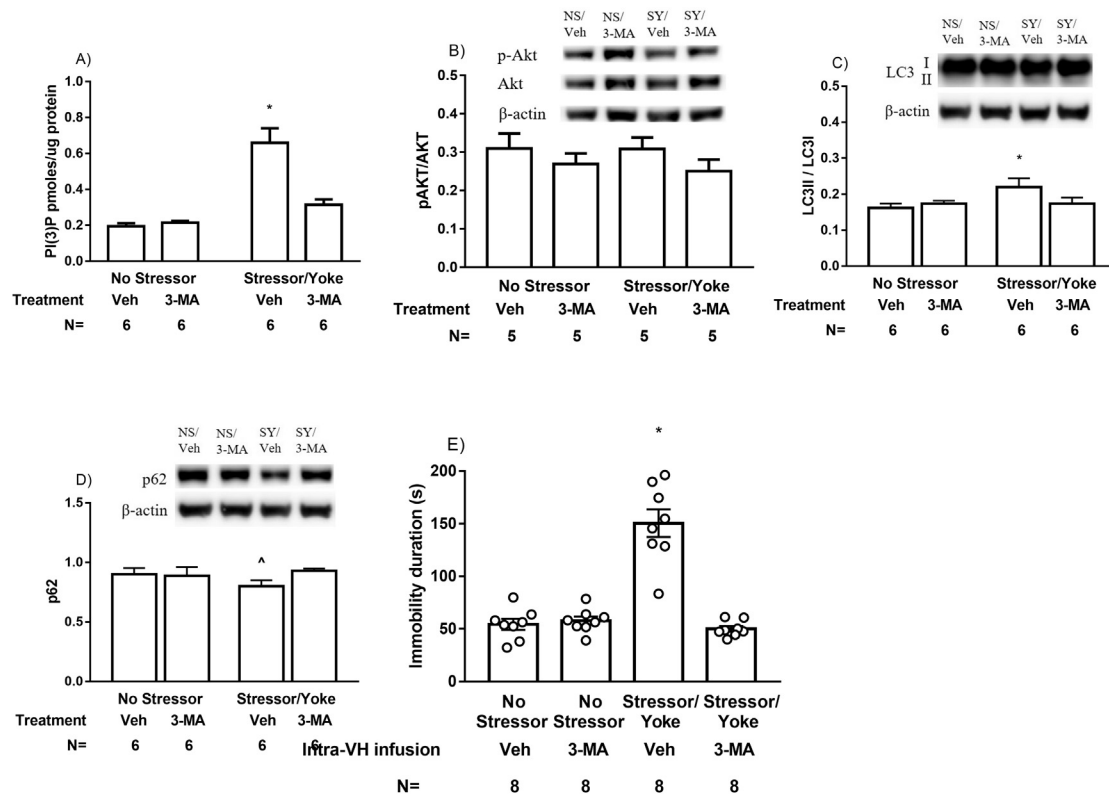 A)
PI(3)P pmoles/ug protein
1.0
0.8
0.6
0.4
0.2
0.0
*
No Stressor Stressor/Yoke
Treatment Veh 3-MA Veh 3-MA
N= 6 6 6 6
B)
NS/ NS/ SY/ SY/
Veh 3-MA Veh 3-MA
p-Akt
Akt
β-actin
pAKT/AKT
0.5
0.4
0.3
0.2
0.1
0.0
No Stressor Stressor/Yoke
Treatment Veh 3-MA Veh 3-MA
N= 5 5 5 5
C)
NS/ NS/ SY/ SY/
Veh 3-MA Veh 3-MA
LC3 I
II
β-actin
LC3II / LC3I
0.5
0.4
0.3
0.2
0.1
0.0
*
No Stressor Stressor/Yoke
Treatment Veh 3-MA Veh 3-MA
N= 6 6 6 6
D)
NS/ NS/ SY/ SY/
Veh 3-MA Veh 3-MA
p62
β-actin
p62
1.5
1.0
0.5
0.0
^
No Stressor Stressor/Yoke
Treatment Veh 3-MA Veh 3-MA
N= 6 6 6 6
E)
Immobility duration (s)
200
150
100
50
0
*
No No Stressor/ Stressor/
Stressor Stressor Yoke Yoke
Intra-VH infusion Veh 3-MA Veh 3-MA
N= 8 8 8 8